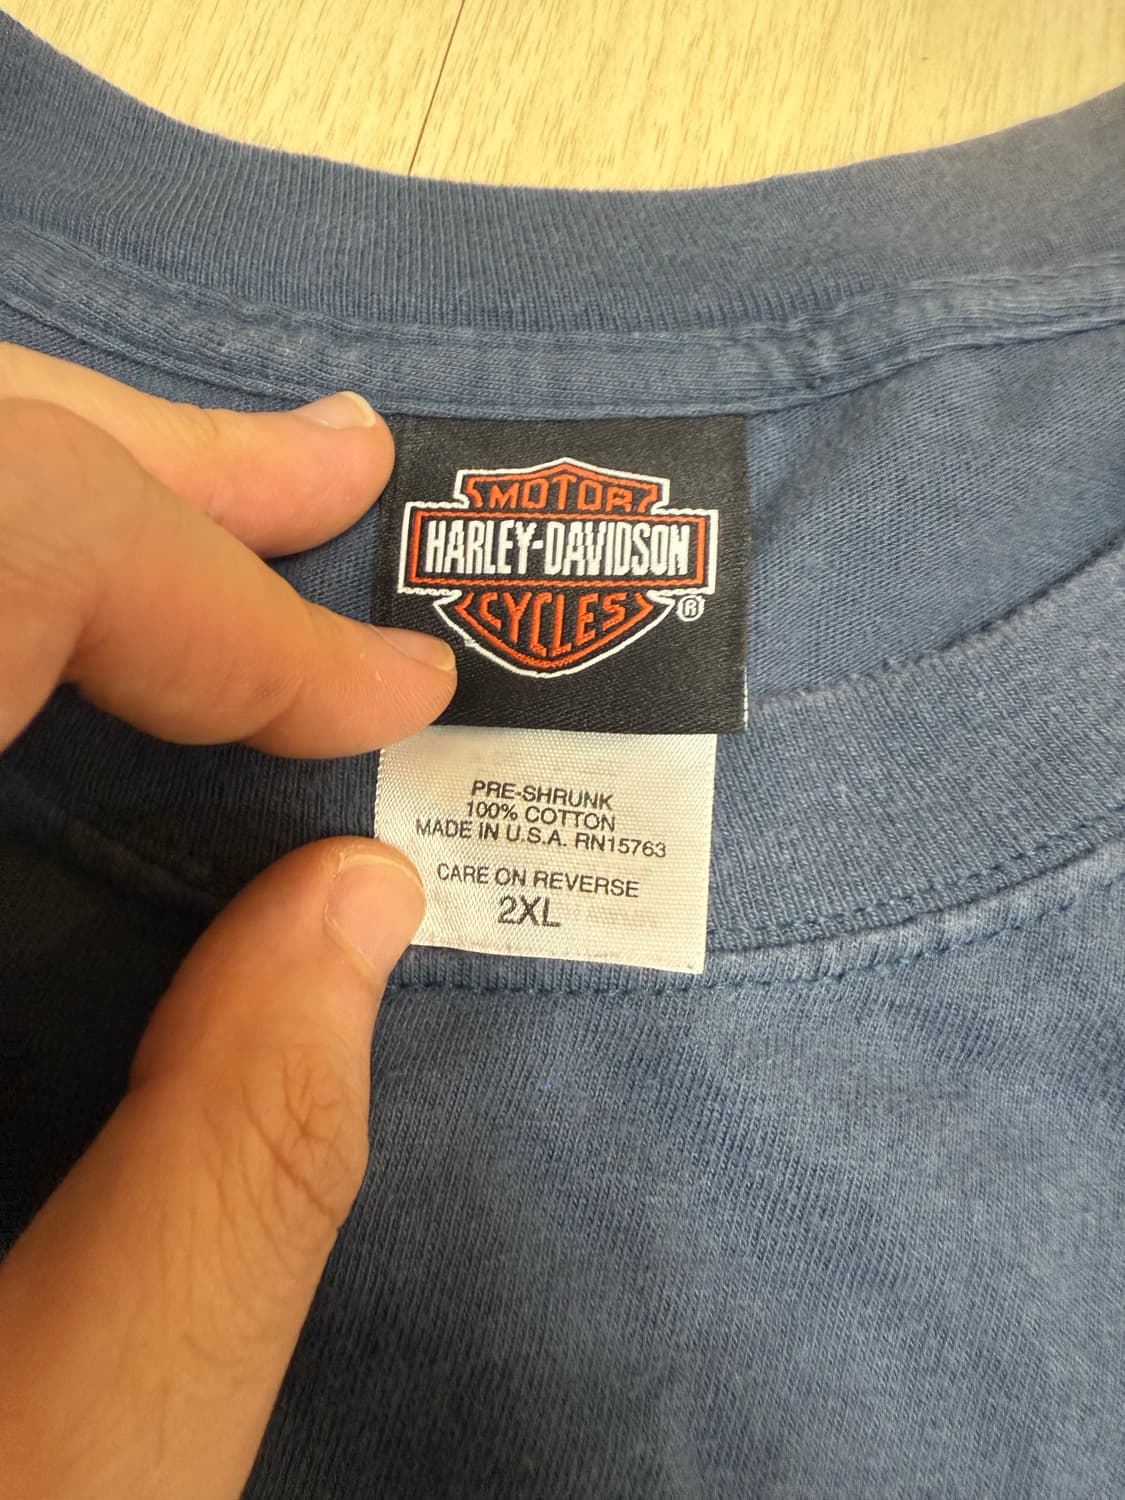 MOTOR
HARLEY-DAVIDSON
CYCLES ®
PRE-SHRUNK
100% COTTON
MADE IN U.S.A. RN15763
CARE ON REVERSE
2XL